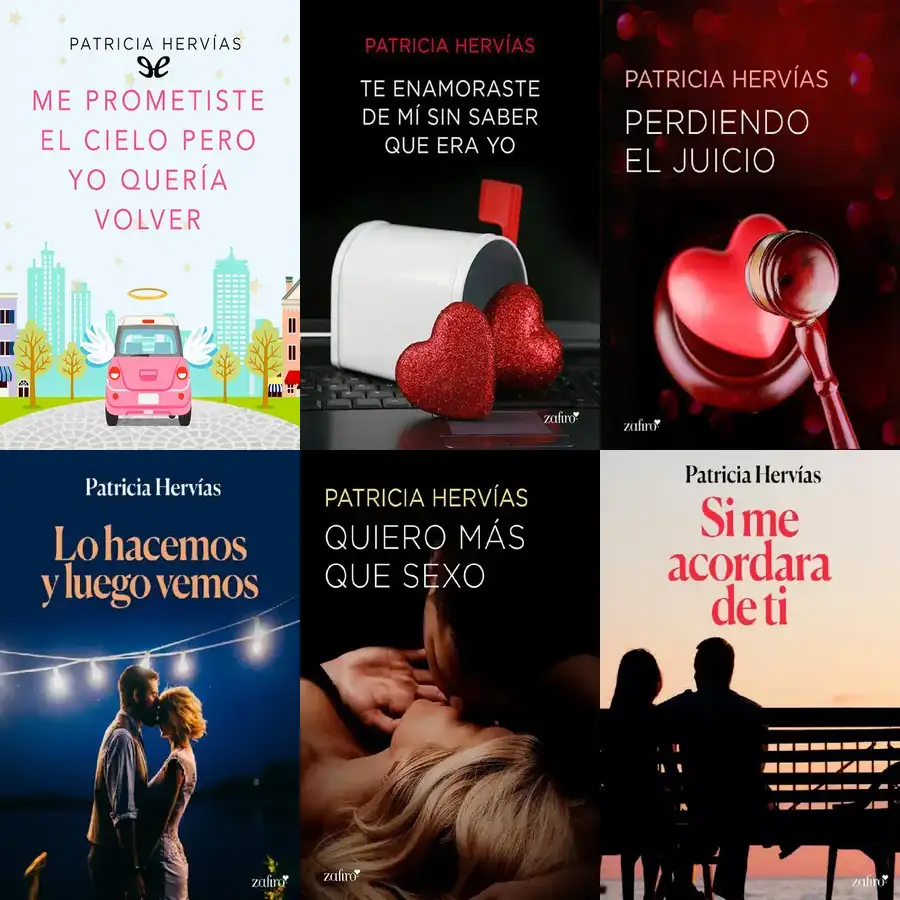 PATRICIA HERVÍAS
ME PROMETISTE
EL CIELO PERO
YO QUERÍA
VOLVER
PATRICIA HERVÍAS
TE ENAMORASTE
DE MÍ SIN SABER
QUE ERA YO
zafiro
PATRICIA HERVÍAS
PERDIENDO
EL JUICIO
zafiro
Patricia Hervías
Lo hacemos
y luego vemos
zafiro
PATRICIA HERVÍAS
QUIERO MÁS
QUE SEXO
zafiro
Patricia Hervías
Si me
acordara
de ti
zafiro